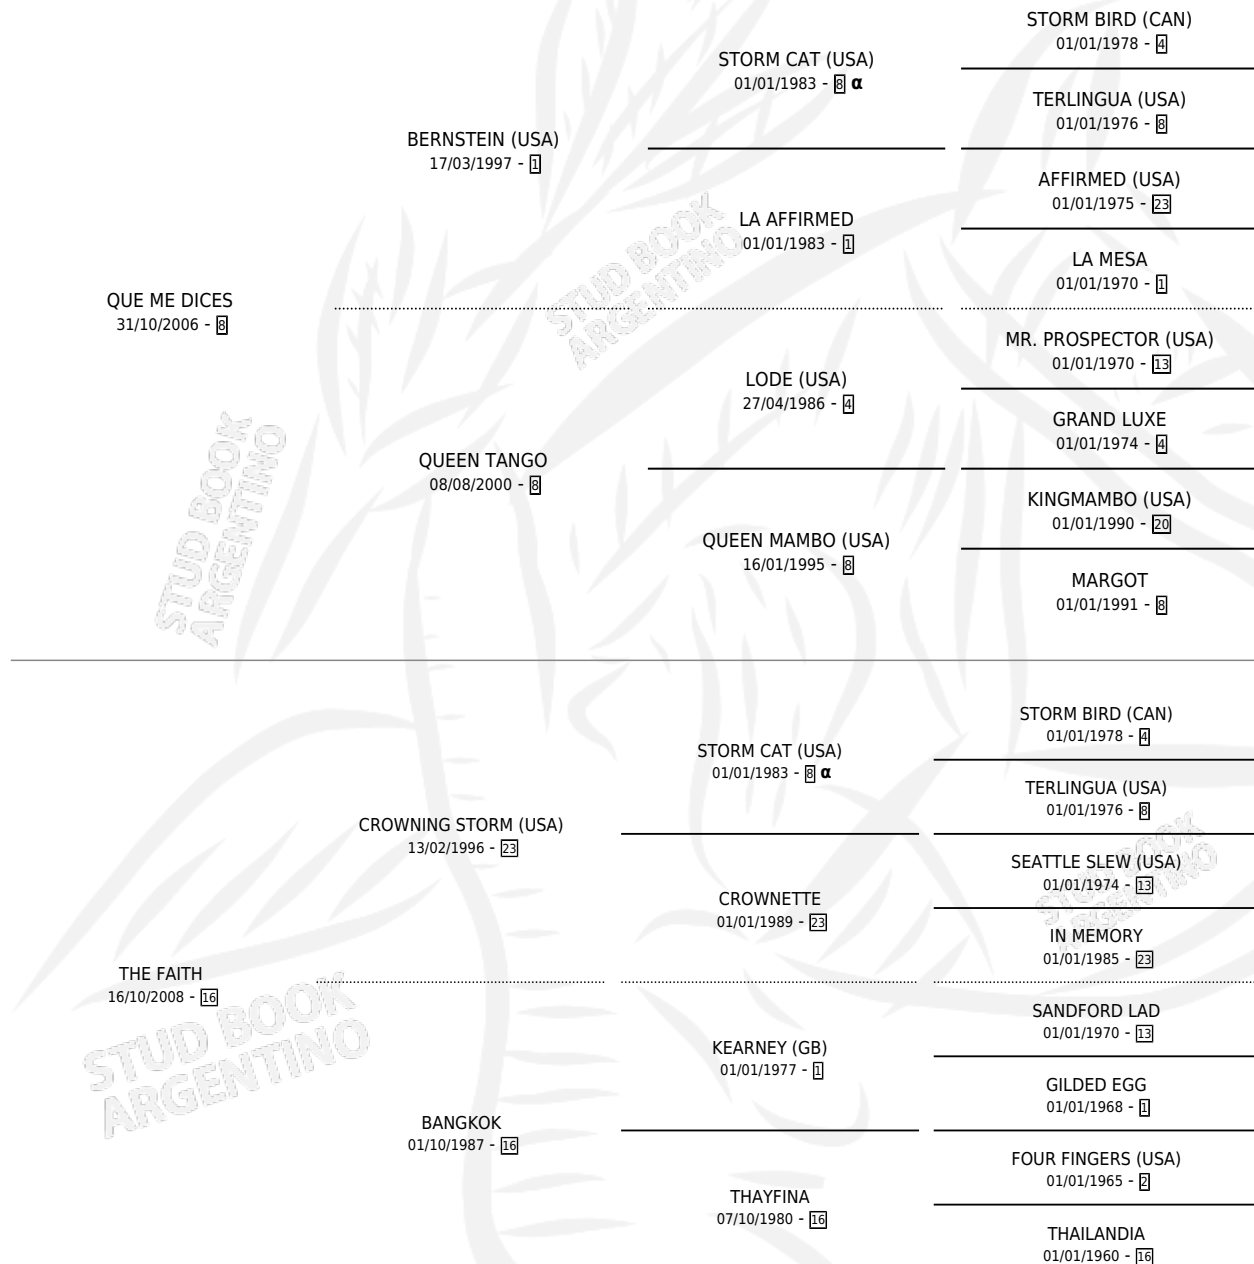 STORM BIRD (CAN)
01/01/1978 - 4
STORM CAT (USA)
01/01/1983 - 8 α
TERLINGUA (USA)
01/01/1976 - 8
BERNSTEIN (USA)
17/03/1997 - 1
AFFIRMED (USA)
01/01/1975 - 23
LA AFFIRMED
01/01/1983 - 1
LA MESA
01/01/1970 - 1
QUE ME DICES
31/10/2006 - 8
MR. PROSPECTOR (USA)
01/01/1970 - 13
LODE (USA)
27/04/1986 - 4
GRAND LUXE
01/01/1974 - 4
QUEEN TANGO
08/08/2000 - 8
KINGMAMBO (USA)
01/01/1990 - 20
QUEEN MAMBO (USA)
16/01/1995 - 8
MARGOT
01/01/1991 - 8
STORM BIRD (CAN)
01/01/1978 - 4
STORM CAT (USA)
01/01/1983 - 8 α
TERLINGUA (USA)
01/01/1976 - 8
CROWNING STORM (USA)
13/02/1996 - 23
SEATTLE SLEW (USA)
01/01/1974 - 13
CROWNETTE
01/01/1989 - 23
IN MEMORY
01/01/1985 - 23
THE FAITH
16/10/2008 - 16
SANDFORD LAD
01/01/1970 - 13
KEARNEY (GB)
01/01/1977 - 1
GILDED EGG
01/01/1968 - 1
BANGKOK
01/10/1987 - 16
FOUR FINGERS (USA)
01/01/1965 - 2
THAYFINA
07/10/1980 - 16
THAILANDIA
01/01/1960 - 16
STUD BOOK
ARGENTINO
STUD BOOK
ARGENTINO
STUD BOOK
ARGENTINO
STUD BOOK
ARGENTINO